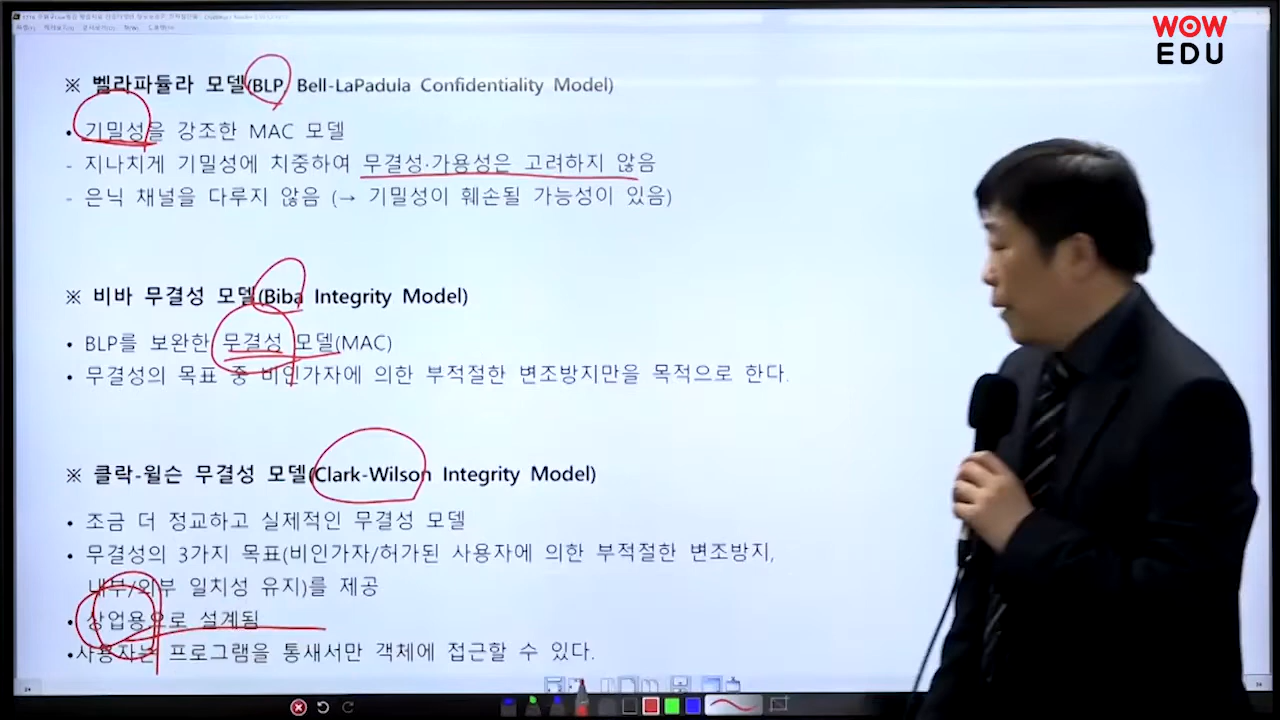 WOW
EDU
※ 벨라파듈라 모델(BLP, Bell-LaPadula Confidentiality Model)
• 기밀성을 강조한 MAC 모델
- 지나치게 기밀성에 치중하여 무결성·가용성은 고려하지 않음
- 은닉 채널을 다루지 않음 (→ 기밀성이 훼손될 가능성이 있음)
※ 비바 무결성 모델(Biba Integrity Model)
• BLP를 보완한 무결성 모델(MAC)
• 무결성의 목표 중 비인가자에 의한 부적절한 변조방지만을 목적으로 한다.
※ 클락-윌슨 무결성 모델(Clark-Wilson Integrity Model)
• 조금 더 정교하고 실제적인 무결성 모델
• 무결성의 3가지 목표(비인가자/허가된 사용자에 의한 부적절한 변조방지,
내부/외부 일치성 유지)를 제공
• 상업용으로 설계됨
•사용자는 프로그램을 통새서만 객체에 접근할 수 있다.